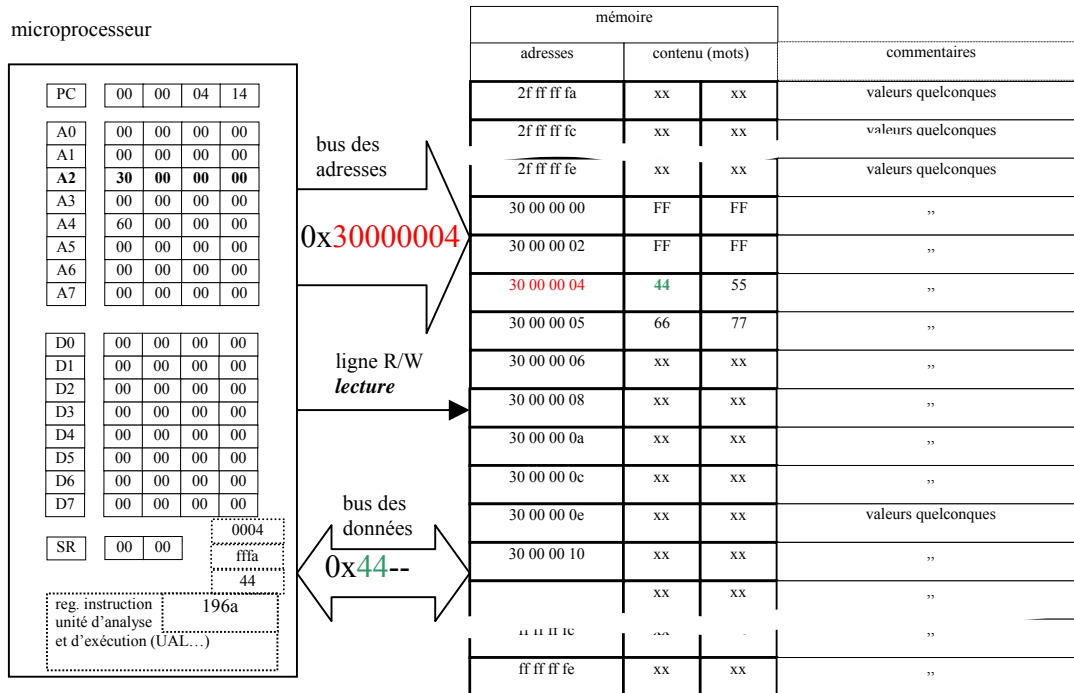 microprocesseur
PC 00 00 04 14
A0 00 00 00 00
A1 00 00 00 00
A2 30 00 00 00
A3 00 00 00 00
A4 60 00 00 00
A5 00 00 00 00
A6 00 00 00 00
A7 00 00 00 00
D0 00 00 00 00
D1 00 00 00 00
D2 00 00 00 00
D3 00 00 00 00
D4 00 00 00 00
D5 00 00 00 00
D6 00 00 00 00
D7 00 00 00 00
0004
SR 00 00 fffa
44
reg. instruction 196a
unité d’analyse
et d’exécution (UAL…)
bus des
adresses
0x30000004
ligne R/W
lecture
bus des
données
0x44--
mémoire
adresses contenu (mots) commentaires
2f ff ff fa xx xx valeurs quelconques
2f ff ff fc xx xx valeurs quelconques
2f ff ff fe xx xx valeurs quelconques
30 00 00 00 FF FF ,,
30 00 00 02 FF FF ,,
30 00 00 04 44 55 ,,
30 00 00 05 66 77 ,,
30 00 00 06 xx xx ,,
30 00 00 08 xx xx ,,
30 00 00 0a xx xx ,,
30 00 00 0c xx xx ,,
30 00 00 0e xx xx valeurs quelconques
30 00 00 10 xx xx ,,
xx xx ,,
,,
ff ff ff fe xx xx ,,